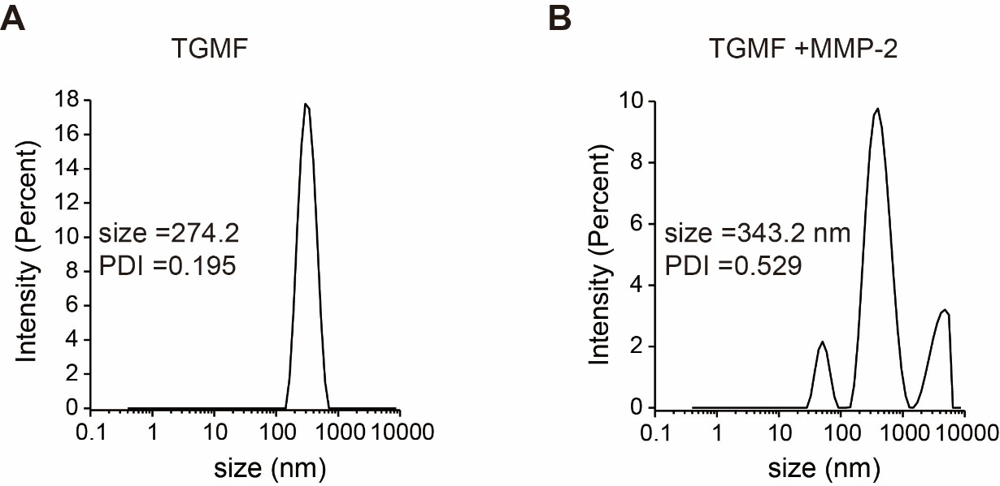 A
TGMF
18
16
14
12
10
8
6
4
2
0
Intensity (Percent)
size =274.2
PDI =0.195
0.1 1 10 100 1000 10000
size (nm)
B
TGMF +MMP-2
10
8
6
4
2
0
Intensity (Percent)
size =343.2 nm
PDI =0.529
0.1 1 10 100 1000 10000
size (nm)